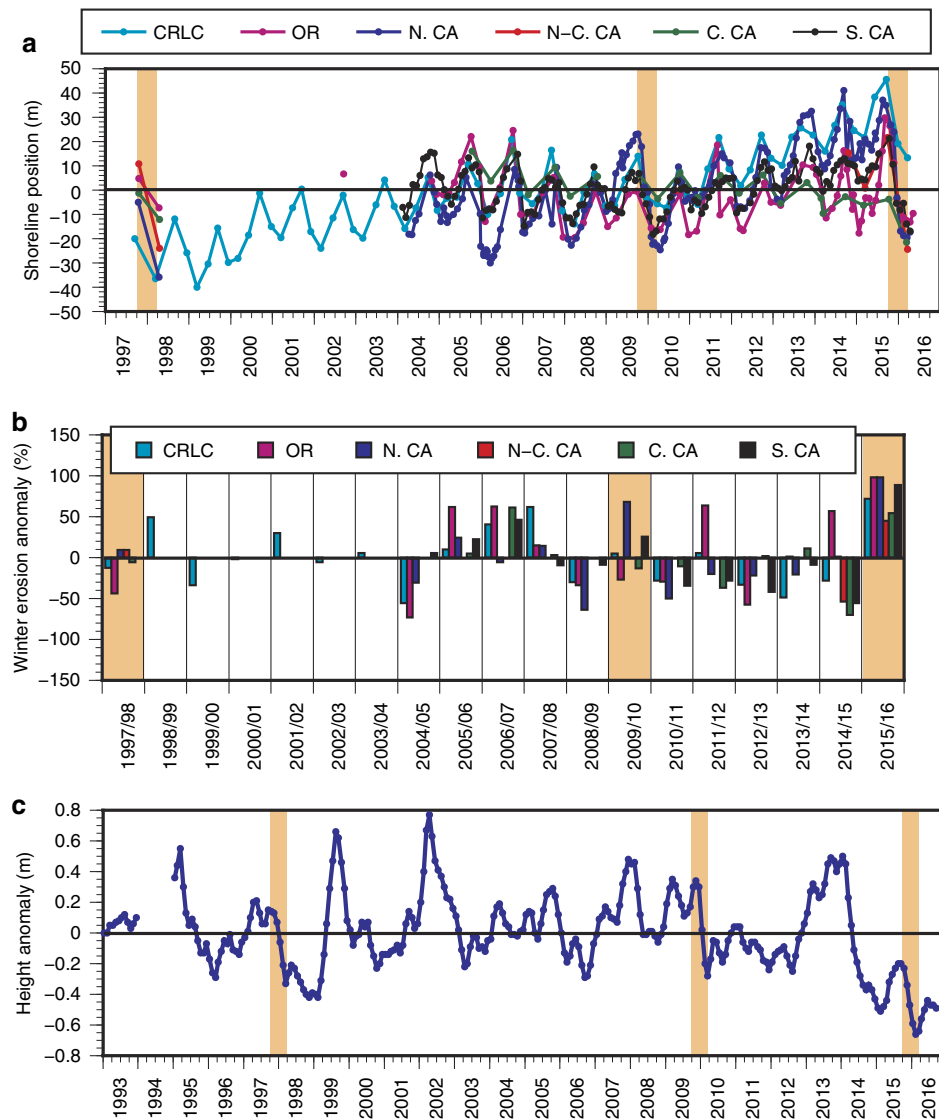 a
CRLC OR N. CA N–C. CA C. CA S. CA
Shoreline position (m)
50
40
30
20
10
0
−10
−20
−30
−40
−50
1997 1998 1999 2000 2001 2002 2003 2004 2005 2006 2007 2008 2009 2010 2011 2012 2013 2014 2015 2016
b
CRLC OR N. CA N–C. CA C. CA S. CA
Winter erosion anomaly (%)
150
100
50
0
−50
−100
−150
1997/98 1998/99 1999/00 2000/01 2001/02 2002/03 2003/04 2004/05 2005/06 2006/07 2007/08 2008/09 2009/10 2010/11 2011/12 2012/13 2013/14 2014/15 2015/16
c
Height anomaly (m)
0.8
0.6
0.4
0.2
0
−0.2
−0.4
−0.6
−0.8
1993 1994 1995 1996 1997 1998 1999 2000 2001 2002 2003 2004 2005 2006 2007 2008 2009 2010 2011 2012 2013 2014 2015 2016